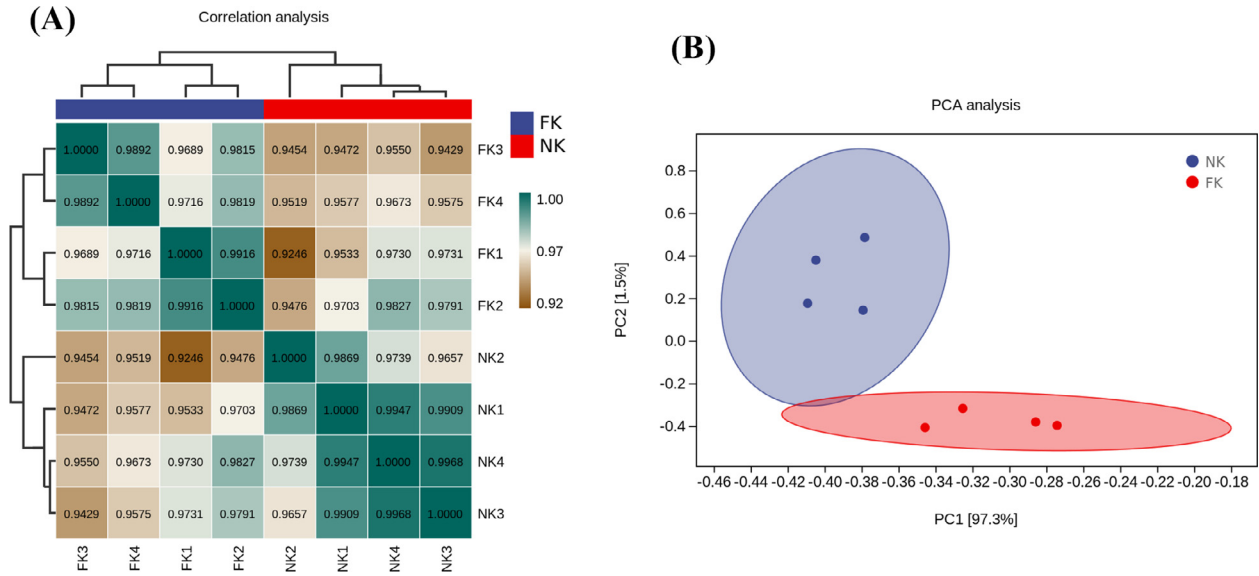 (A)
Correlation analysis
FK
NK
1.0000 0.9892 0.9689 0.9815 0.9454 0.9472 0.9550 0.9429 FK3
0.9892 1.0000 0.9716 0.9819 0.9519 0.9577 0.9673 0.9575 FK4
0.9689 0.9716 1.0000 0.9916 0.9246 0.9533 0.9730 0.9731 FK1
0.9815 0.9819 0.9916 1.0000 0.9476 0.9703 0.9827 0.9791 FK2
0.9454 0.9519 0.9246 0.9476 1.0000 0.9869 0.9739 0.9657 NK2
0.9472 0.9577 0.9533 0.9703 0.9869 1.0000 0.9947 0.9909 NK1
0.9550 0.9673 0.9730 0.9827 0.9739 0.9947 1.0000 0.9968 NK4
0.9429 0.9575 0.9731 0.9791 0.9657 0.9909 0.9968 1.0000 NK3
FK3 FK4 FK1 FK2 NK2 NK1 NK4 NK3
1.00
0.97
0.92
(B)
PCA analysis
NK
FK
PC2 [1.5%]
0.8
0.6
0.4
0.2
0.0
-0.2
-0.4
-0.46 -0.44 -0.42 -0.40 -0.38 -0.36 -0.34 -0.32 -0.30 -0.28 -0.26 -0.24 -0.22 -0.20 -0.18
PC1 [97.3%]